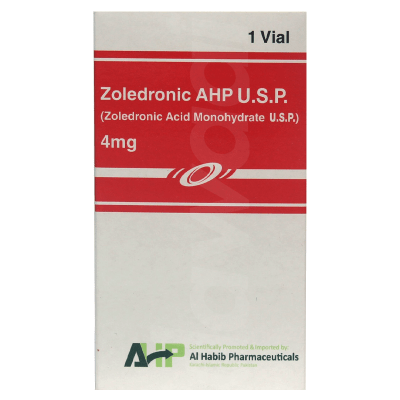 1 Vial
Zoledronic AHP U.S.P.
(Zoledronic Acid Monohydrate U.S.P.)
4mg
AHP
Scientifically Promoted & Imported by:
Al Habib Pharmaceuticals